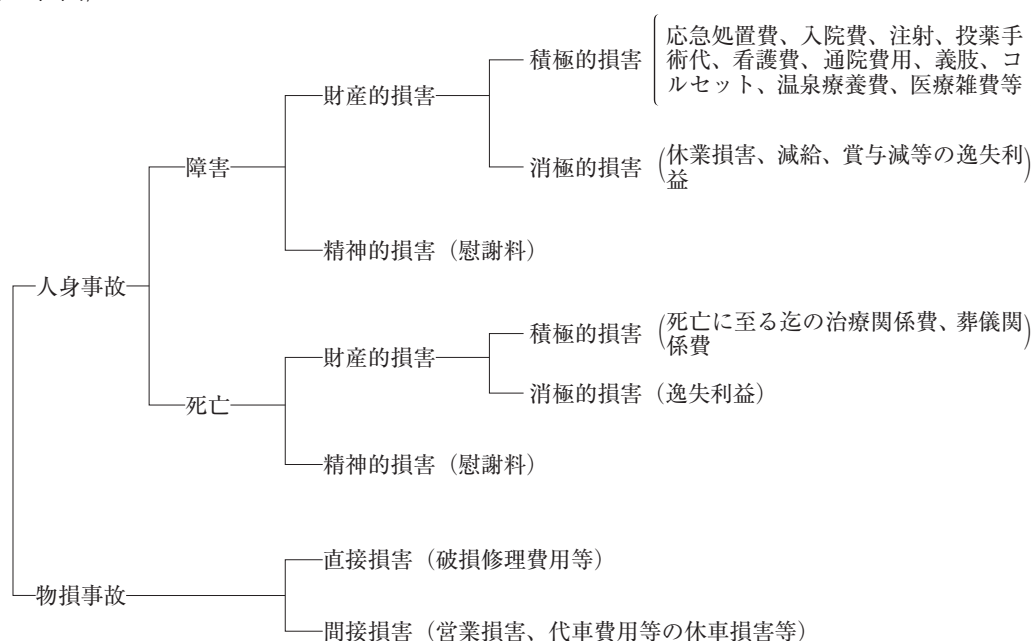 積極的損害
応急処置費、入院費、注射、投薬手
術代、看護費、通院費用、義肢、コ
ルセット、温泉療養費、医療雑費等
財産的損害
障害
消極的損害（休業損害、減給、賞与減等の逸失利
益）
精神的損害（慰謝料）
人身事故
積極的損害（死亡に至る迄の治療関係費、葬儀関
係費）
財産的損害
消極的損害（逸失利益）
死亡
精神的損害（慰謝料）
直接損害（破損修理費用等）
物損事故
間接損害（営業損害、代車費用等の休車損害等）